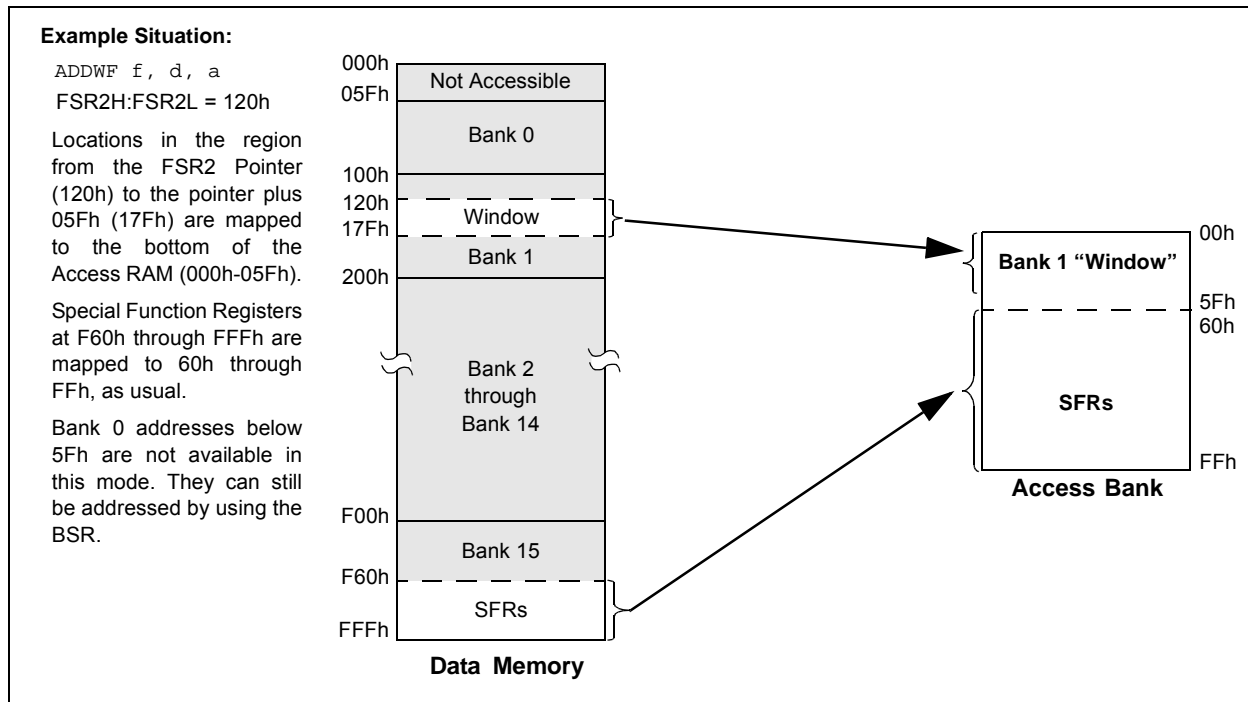 Example Situation:
ADDWF f, d, a
FSR2H:FSR2L = 120h
Locations in the region
from the FSR2 Pointer
(120h) to the pointer plus
05Fh (17Fh) are mapped
to the bottom of the
Access RAM (000h-05Fh).
Special Function Registers
at F60h through FFFh are
mapped to 60h through
FFh, as usual.
Bank 0 addresses below
5Fh are not available in
this mode. They can still
be addressed by using the
BSR.
000h
Not Accessible
05Fh
Bank 0
100h
120h
Window
17Fh
Bank 1
200h
Bank 2
through
Bank 14
F00h
Bank 15
F60h
SFRs
FFFh
Data Memory
00h
Bank 1 “Window”
5Fh
60h
SFRs
FFh
Access Bank